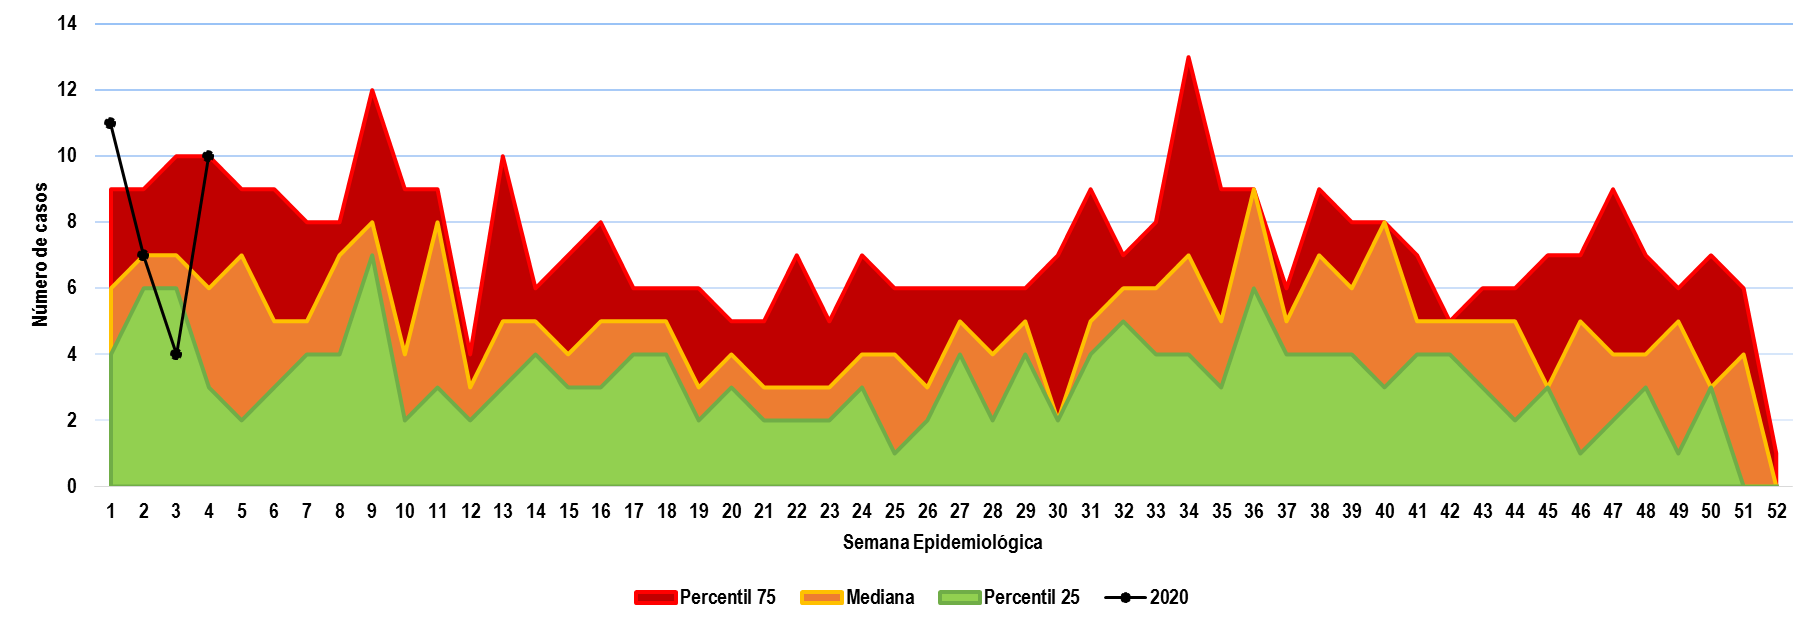 14
12
10
8
6
4
2
0
Número de casos
1 2 3 4 5 6 7 8 9 10 11 12 13 14 15 16 17 18 19 20 21 22 23 24 25 26 27 28 29 30 31 32 33 34 35 36 37 38 39 40 41 42 43 44 45 46 47 48 49 50 51 52
Semana Epidemiológica
Percentil 75 Mediana Percentil 25 2020